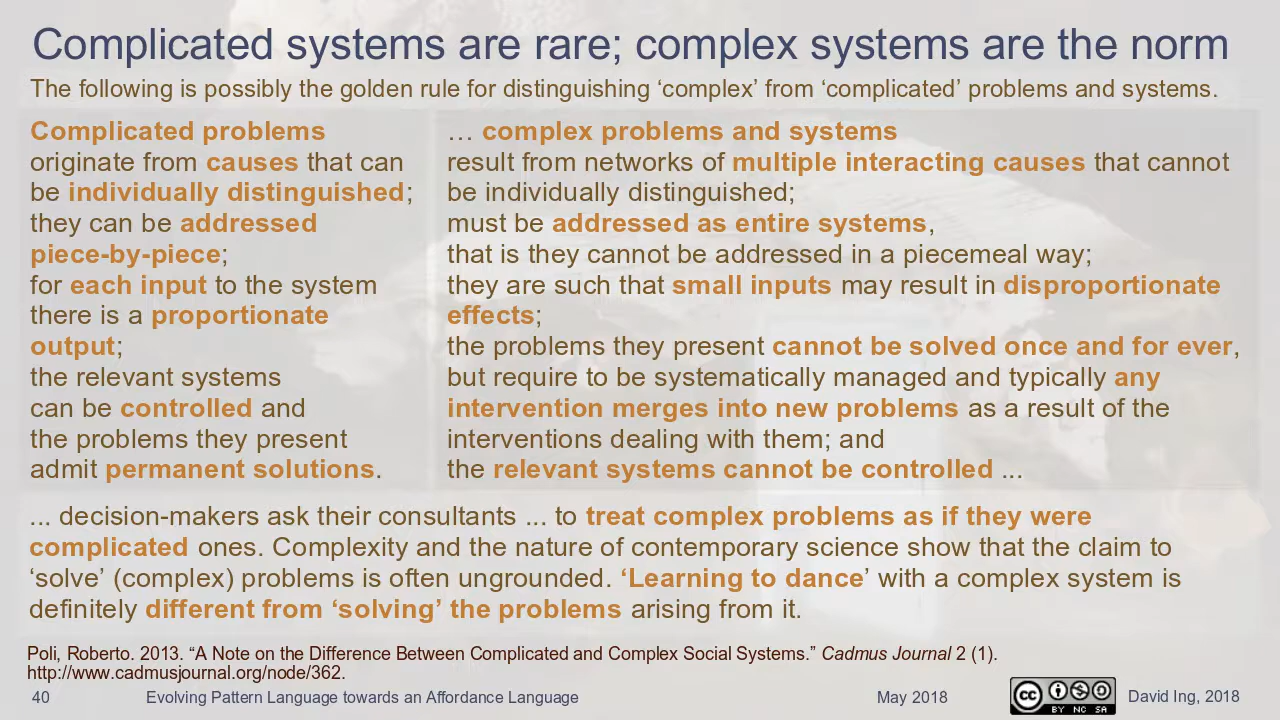 Complicated systems are rare; complex systems are the norm
The following is possibly the golden rule for distinguishing ‘complex’ from ‘complicated’ problems and systems.
Complicated problems
originate from causes that can
be individually distinguished;
they can be addressed
piece-by-piece;
for each input to the system
there is a proportionate
output;
the relevant systems
can be controlled and
the problems they present
admit permanent solutions.
… complex problems and systems
result from networks of multiple interacting causes that cannot
be individually distinguished;
must be addressed as entire systems,
that is they cannot be addressed in a piecemeal way;
they are such that small inputs may result in disproportionate
effects;
the problems they present cannot be solved once and for ever,
but require to be systematically managed and typically any
intervention merges into new problems as a result of the
interventions dealing with them; and
the relevant systems cannot be controlled ...
... decision-makers ask their consultants ... to treat complex problems as if they were
complicated ones. Complexity and the nature of contemporary science show that the claim to
‘solve’ (complex) problems is often ungrounded. ‘Learning to dance’ with a complex system is
definitely different from ‘solving’ the problems arising from it.
Poli, Roberto. 2013. “A Note on the Difference Between Complicated and Complex Social Systems.” Cadmus Journal 2 (1).
http://www.cadmusjournal.org/node/362.
40 Evolving Pattern Language towards an Affordance Language May 2018 cc BY NC SA David Ing, 2018